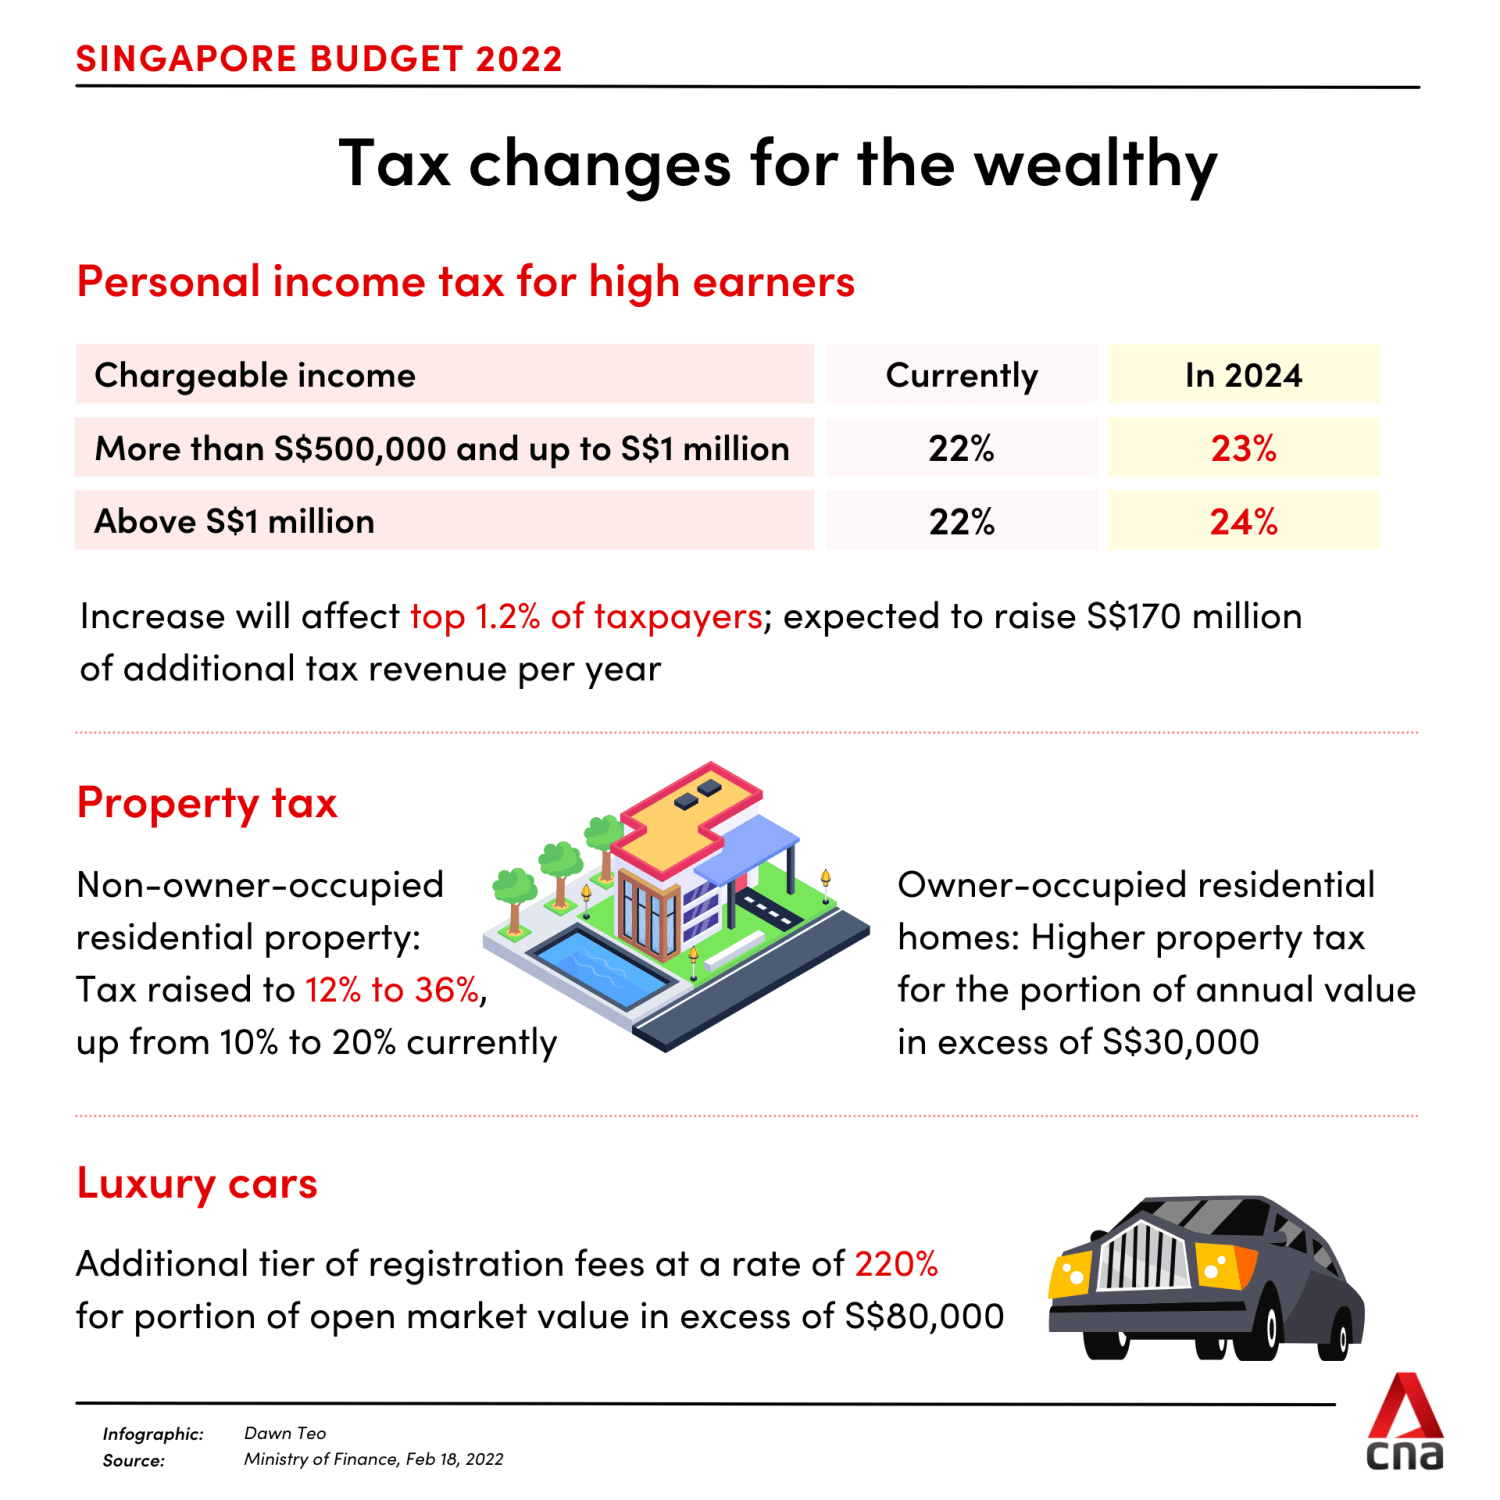 SINGAPORE BUDGET 2022
Tax changes for the wealthy
Personal income tax for high earners
Chargeable income Currently In 2024
More than S$500,000 and up to S$1 million 22% 23%
Above S$1 million 22% 24%
Increase will affect top 1.2% of taxpayers; expected to raise S$170 million
of additional tax revenue per year
Property tax
Non-owner-occupied
residential property:
Tax raised to 12% to 36%,
up from 10% to 20% currently
Owner-occupied residential
homes: Higher property tax
for the portion of annual value
in excess of S$30,000
Luxury cars
Additional tier of registration fees at a rate of 220%
for portion of open market value in excess of S$80,000
Infographic: Dawn Teo
Source: Ministry of Finance, Feb 18, 2022
cna